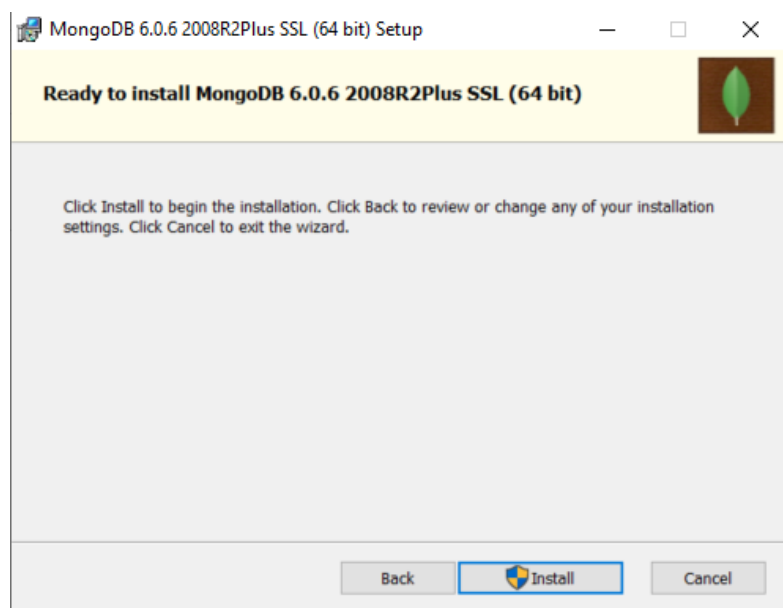 MongoDB 6.0.6 2008R2Plus SSL (64 bit) Setup
Ready to install MongoDB 6.0.6 2008R2Plus SSL (64 bit)
Click Install to begin the installation. Click Back to review or change any of your installation
settings. Click Cancel to exit the wizard.
Back
Install
Cancel